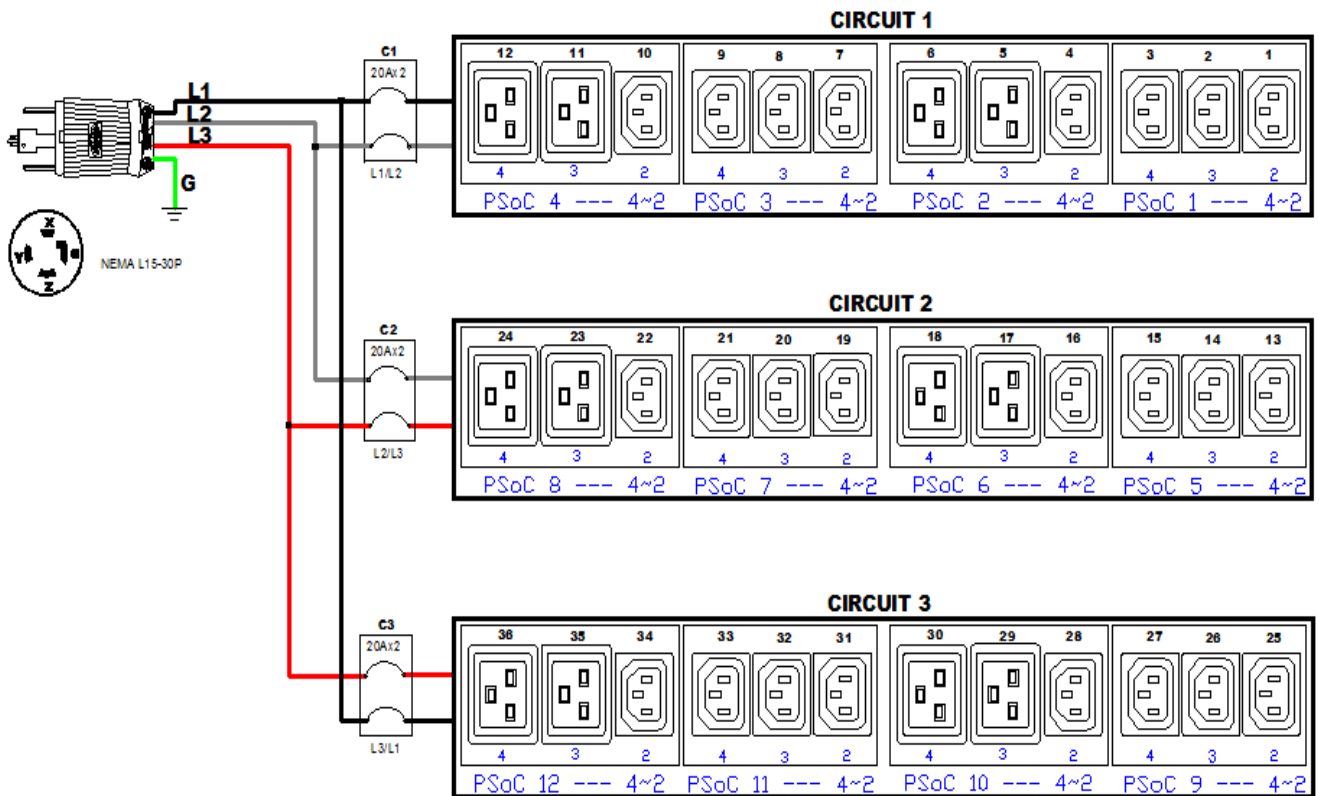 CIRCUIT 1
C1
20Ax2
L1/L2
12 11 10 9 8 7 6 5 4 3 2 1
4 3 2 4 3 2 4 3 2 4 3 2
PSoC 4 --- 4~2 PSoC 3 --- 4~2 PSoC 2 --- 4~2 PSoC 1 --- 4~2
L1
L2
L3
G
X
Y
G
Z
NEMA L15-30P
CIRCUIT 2
C2
20Ax2
L2/L3
24 23 22 21 20 19 18 17 16 15 14 13
4 3 2 4 3 2 4 3 2 4 3 2
PSoC 8 --- 4~2 PSoC 7 --- 4~2 PSoC 6 --- 4~2 PSoC 5 --- 4~2
CIRCUIT 3
C3
20Ax2
L3/L1
36 35 34 33 32 31 30 29 28 27 26 25
4 3 2 4 3 2 4 3 2 4 3 2
PSoC 12 --- 4~2 PSoC 11 --- 4~2 PSoC 10 --- 4~2 PSoC 9 --- 4~2